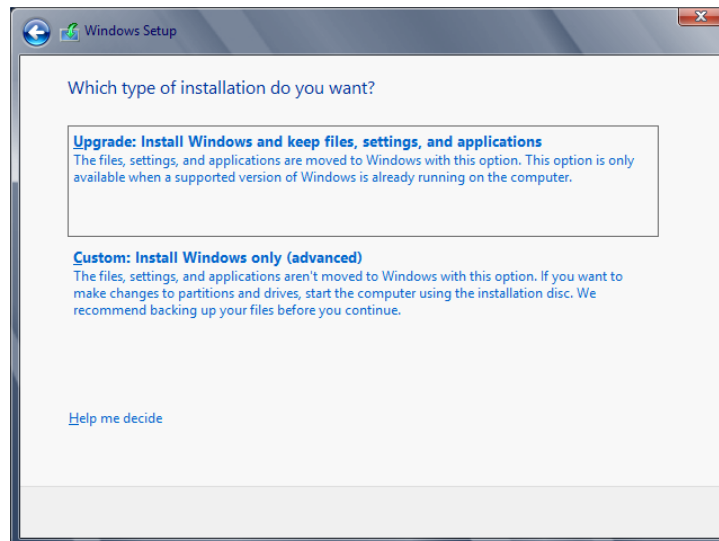 Windows Setup
Which type of installation do you want?
Upgrade: Install Windows and keep files, settings, and applications
The files, settings, and applications are moved to Windows with this option. This option is only
available when a supported version of Windows is already running on the computer.
Custom: Install Windows only (advanced)
The files, settings, and applications aren't moved to Windows with this option. If you want to
make changes to partitions and drives, start the computer using the installation disc. We
recommend backing up your files before you continue.
Help me decide